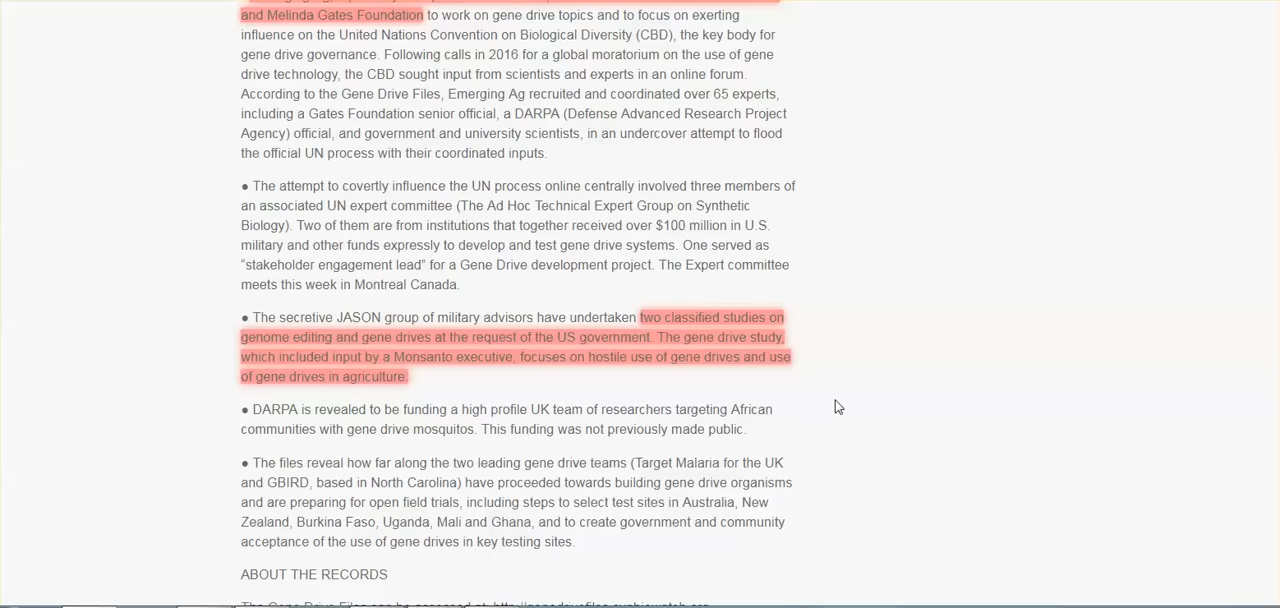 and Melinda Gates Foundation to work on gene drive topics and to focus on exerting
influence on the United Nations Convention on Biological Diversity (CBD), the key body for
gene drive governance. Following calls in 2016 for a global moratorium on the use of gene
drive technology, the CBD sought input from scientists and experts in an online forum.
According to the Gene Drive Files, Emerging Ag recruited and coordinated over 65 experts,
including a Gates Foundation senior official, a DARPA (Defense Advanced Research Project
Agency) official, and government and university scientists, in an undercover attempt to flood
the official UN process with their coordinated inputs.
● The attempt to covertly influence the UN process online centrally involved three members of
an associated UN expert committee (The Ad Hoc Technical Expert Group on Synthetic
Biology). Two of them are from institutions that together received over $100 million in U.S.
military and other funds expressly to develop and test gene drive systems. One served as
“stakeholder engagement lead” for a Gene Drive development project. The Expert committee
meets this week in Montreal Canada.
● The secretive JASON group of military advisors have undertaken two classified studies on
genome editing and gene drives at the request of the US government. The gene drive study,
which included input by a Monsanto executive, focuses on hostile use of gene drives and use
of gene drives in agriculture.
● DARPA is revealed to be funding a high profile UK team of researchers targeting African
communities with gene drive mosquitos. This funding was not previously made public.
● The files reveal how far along the two leading gene drive teams (Target Malaria for the UK
and GBIRD, based in North Carolina) have proceeded towards building gene drive organisms
and are preparing for open field trials, including steps to select test sites in Australia, New
Zealand, Burkina Faso, Uganda, Mali and Ghana, and to create government and community
acceptance of the use of gene drives in key testing sites.
ABOUT THE RECORDS
The Gene Drive Files can be accessed at: http://genedrivefiles.synbiowatch.org